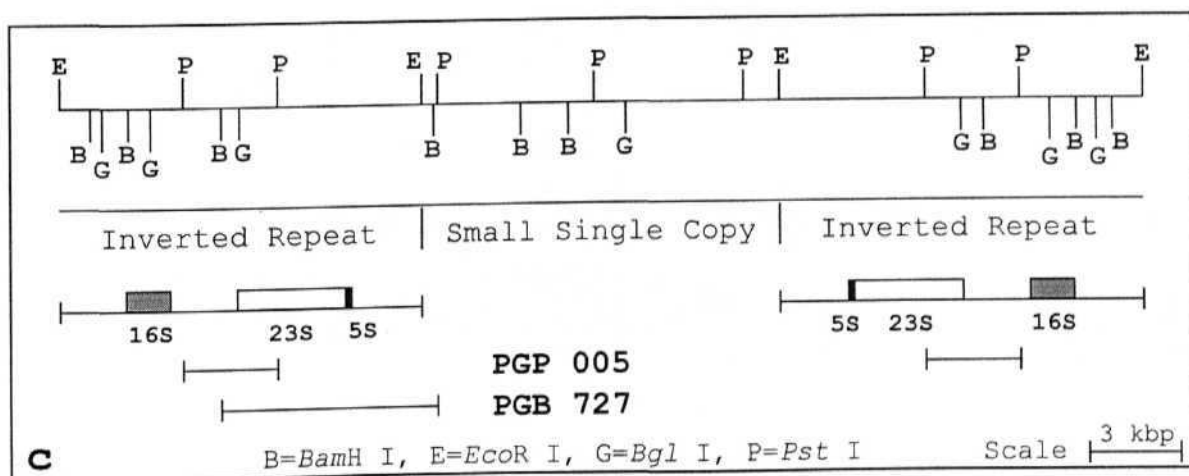 E P P E P P P E P P E
B G B G B G B B B G G B G B G B
Inverted Repeat Small Single Copy Inverted Repeat
16S 23S 5S 5S 23S 16S
PGP 005
PGB 727
C B=BamH I, E=EcoR I, G=Bgl I, P=Pst I Scale 3 kbp